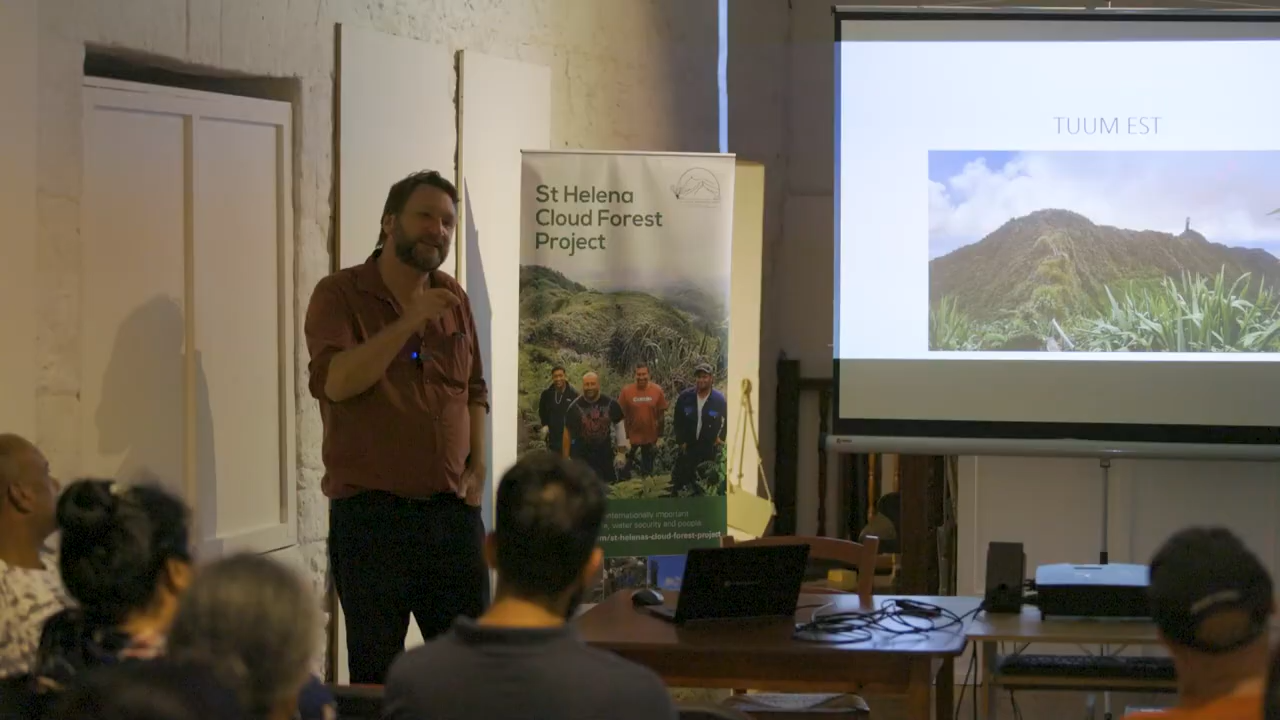 St Helena
Cloud Forest
Project
internationally important
, water security and people
m/st-helenas-cloud-forest-project
TUUM EST